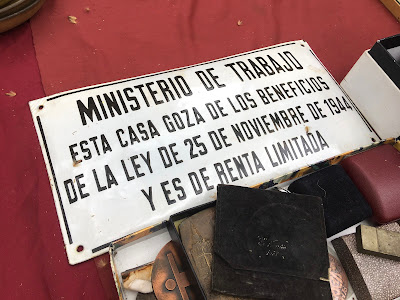 MINISTERIO DE TRABAJO
ESTA CASA GOZA DE LOS BENEFICIOS
DE LA LEY DE 25 DE NOVIEMBRE DE 1944
Y ES DE RENTA LIMITADA